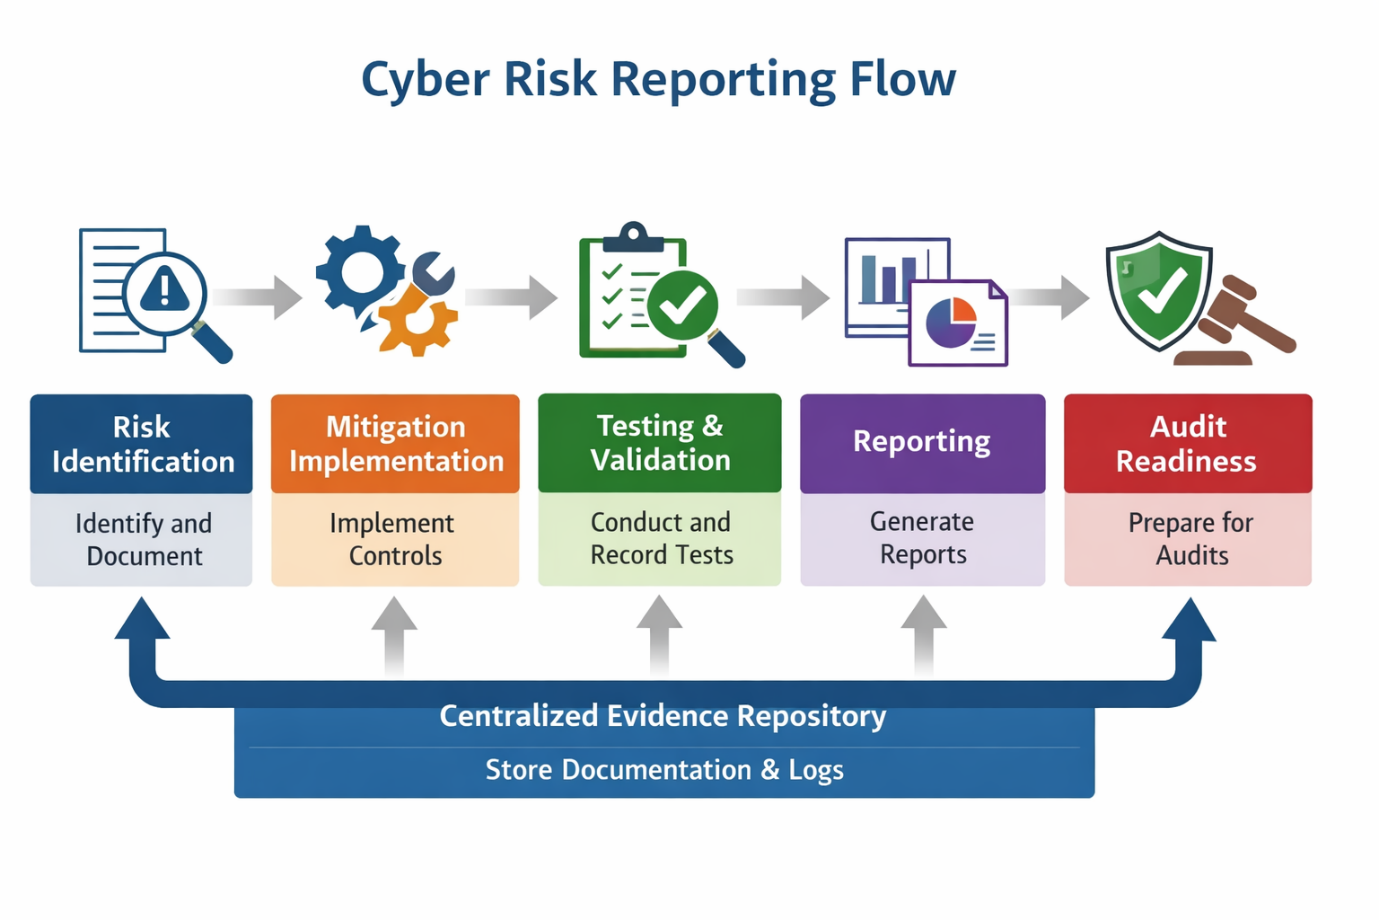 Cyber Risk Reporting Flow
Risk
Identification
Identify and
Document
Mitigation
Implementation
Implement
Controls
Testing &
Validation
Conduct and
Record Tests
Reporting
Generate
Reports
Audit
Readiness
Prepare for
Audits
Centralized Evidence Repository
Store Documentation & Logs